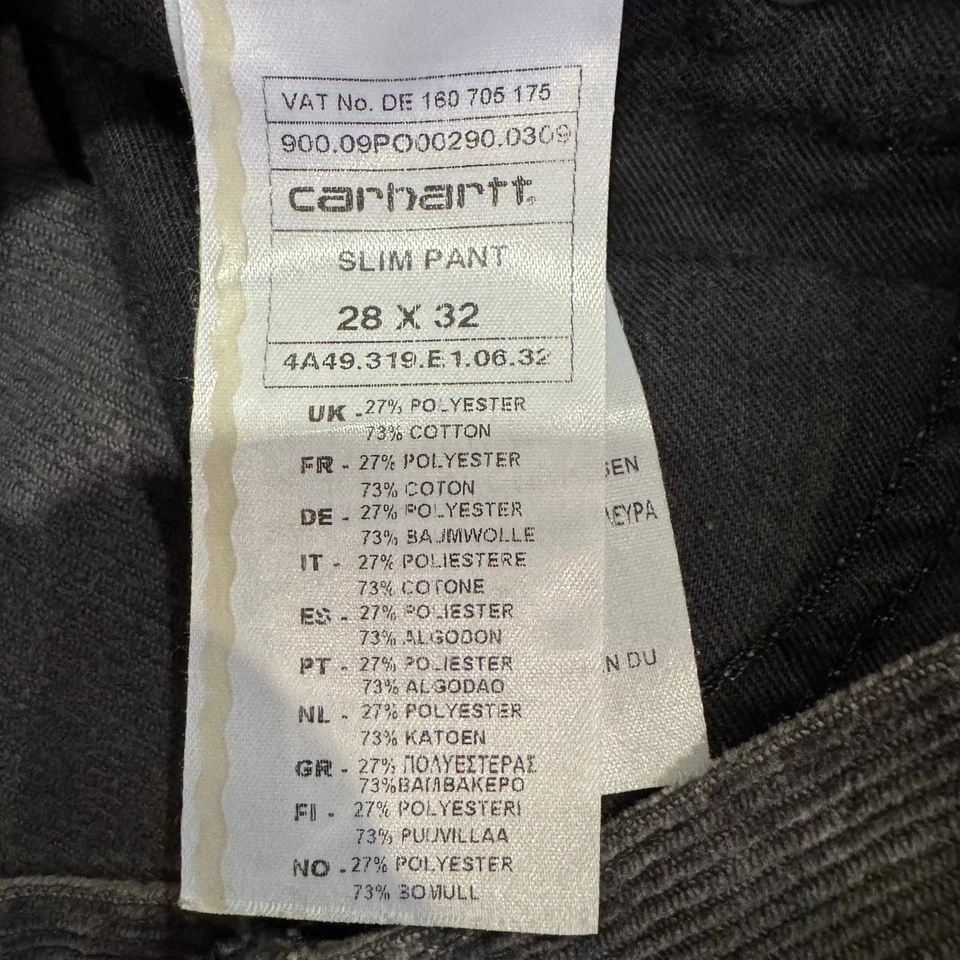 VAT No. DE 160 705 175
900.09PO00290.0309
carhartt
SLIM PANT
28 X 32
4A49.319.E1.06.32
UK - 27% POLYESTER
73% COTTON
FR - 27% POLYESTER
73% COTON
DE - 27% POLYESTER
73% BAUMWOLLE
IT - 27% POLIESTERE
73% COTONE
ES - 27% POLIESTER
73% ALGODON
PT - 27% POLIESTER
73% ALGODAO
NL - 27% POLYESTER
73% KATOEN
GR - 27% ΠΟΛΥΕΣΤΕΡΑΣ
73%ΒΑΜΒΑΚΕΡΟ
FI - 27% POLYESTERI
73% PUUVILLAA
NO - 27% POLYESTER
73% BOMULL
SEN
ΛΕΥΡΑ
N DU